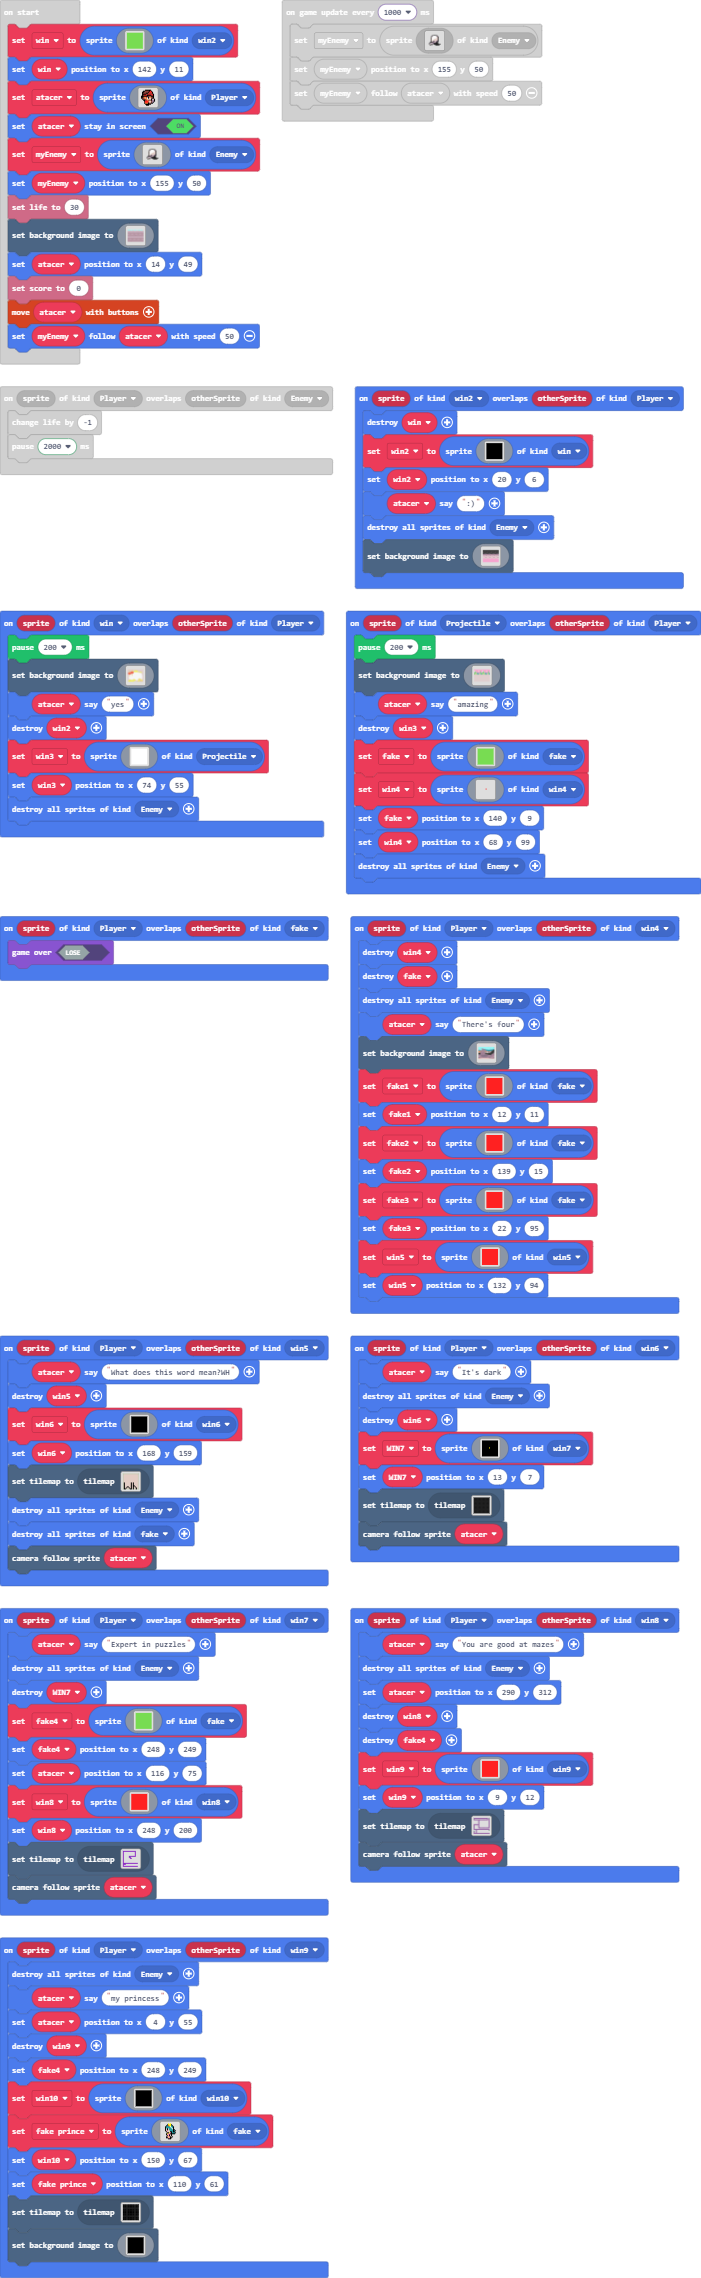 on start
set win to sprite of kind win2
set win position to x 142 y 11
set atacer to sprite of kind Player
set atacer stay in screen ON
set myEnemy to sprite of kind Enemy
set myEnemy position to x 155 y 50
set life to 30
set background image to
set atacer position to x 14 y 49
set score to 0
move atacer with buttons
set myEnemy follow atacer with speed 50
on game update every 1000 ms
set myEnemy to sprite of kind Enemy
set myEnemy position to x 155 y 50
set myEnemy follow atacer with speed 50
on sprite of kind Player overlaps otherSprite of kind Enemy
change life by -1
pause 2000 ms
on sprite of kind win2 overlaps otherSprite of kind Player
destroy win
set win2 to sprite of kind win
set win2 position to x 20 y 6
atacer say ":)"
destroy all sprites of kind Enemy
set background image to
on sprite of kind win overlaps otherSprite of kind Player
pause 200 ms
set background image to
atacer say "yes"
destroy win2
set win3 to sprite of kind Projectile
set win3 position to x 74 y 55
destroy all sprites of kind Enemy
on sprite of kind Projectile overlaps otherSprite of kind Player
pause 200 ms
set background image to
atacer say "amazing"
destroy win3
set fake to sprite of kind fake
set win4 to sprite of kind win4
set fake position to x 140 y 9
set win4 position to x 68 y 99
destroy all sprites of kind Enemy
on sprite of kind Player overlaps otherSprite of kind fake
game over LOSE
on sprite of kind Player overlaps otherSprite of kind win4
destroy win4
destroy fake
destroy all sprites of kind Enemy
atacer say "There's four"
set background image to
set fake1 to sprite of kind fake
set fake1 position to x 12 y 11
set fake2 to sprite of kind fake
set fake2 position to x 139 y 15
set fake3 to sprite of kind fake
set fake3 position to x 22 y 95
set win5 to sprite of kind win5
set win5 position to x 132 y 94
on sprite of kind Player overlaps otherSprite of kind win5
atacer say "What does this word mean?WH"
destroy win5
set win6 to sprite of kind win6
set win6 position to x 168 y 159
set tilemap to tilemap
destroy all sprites of kind Enemy
destroy all sprites of kind fake
camera follow sprite atacer
on sprite of kind Player overlaps otherSprite of kind win6
atacer say "It's dark"
destroy all sprites of kind Enemy
destroy win6
set WIN7 to sprite of kind win7
set WIN7 position to x 13 y 7
set tilemap to tilemap
camera follow sprite atacer
on sprite of kind Player overlaps otherSprite of kind win7
atacer say "Expert in puzzles"
destroy all sprites of kind Enemy
destroy WIN7
set fake4 to sprite of kind fake
set fake4 position to x 248 y 249
set atacer position to x 116 y 75
set win8 to sprite of kind win8
set win8 position to x 248 y 200
set tilemap to tilemap
camera follow sprite atacer
on sprite of kind Player overlaps otherSprite of kind win8
atacer say "You are good at mazes"
destroy all sprites of kind Enemy
set atacer position to x 290 y 312
destroy win8
destroy fake4
set win9 to sprite of kind win9
set win9 position to x 9 y 12
set tilemap to tilemap
camera follow sprite atacer
on sprite of kind Player overlaps otherSprite of kind win9
destroy all sprites of kind Enemy
atacer say "my princess"
set atacer position to x 4 y 55
destroy win9
set fake4 position to x 248 y 249
set win10 to sprite of kind win10
set fake prince to sprite of kind fake
set win10 position to x 150 y 67
set fake prince position to x 110 y 61
set tilemap to tilemap
set background image to